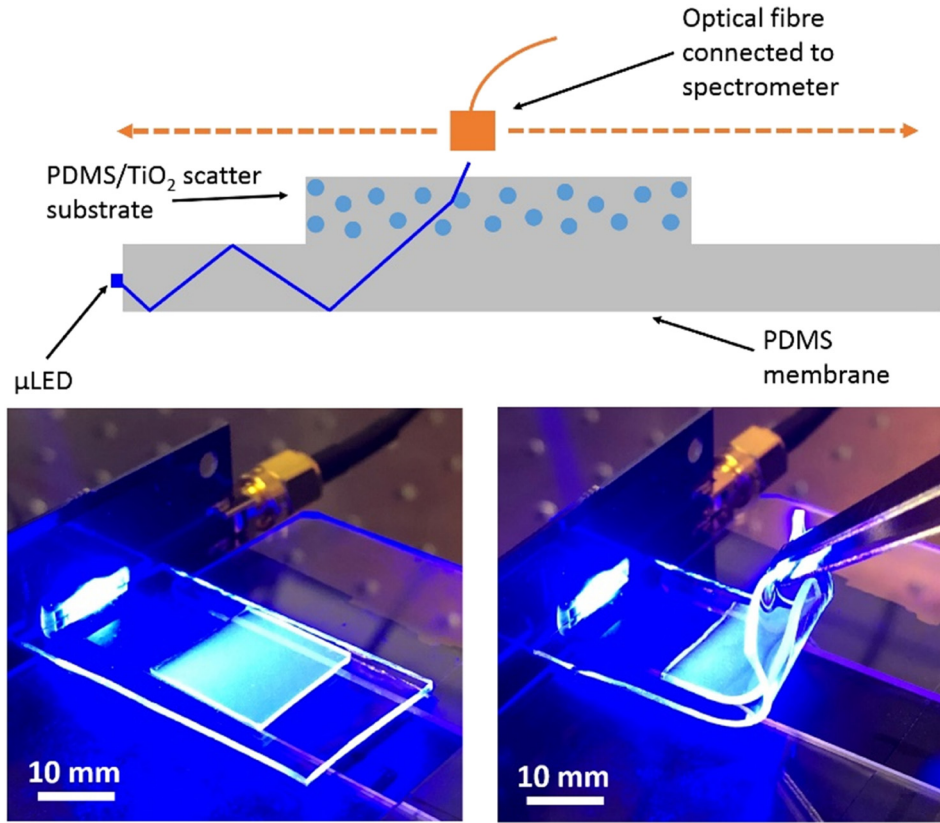 Optical fibre
connected to
spectrometer
PDMS/TiO₂ scatter
substrate
µLED
PDMS
membrane
10 mm
10 mm